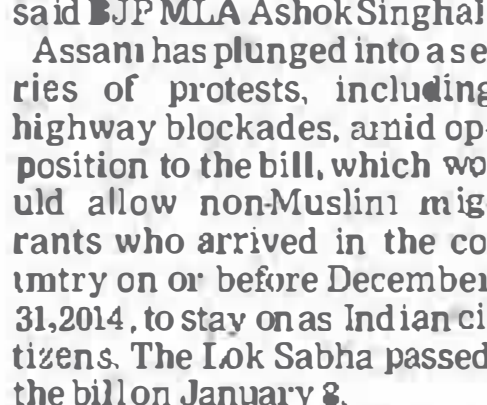 said BJP MLA Ashok Singhal
Assam has plunged into a se
ries of protests, including
highway blockades, amid op-
position to the bill, which wo
uld allow non-Muslim mig-
rants who arrived in the co
untry on or before December
31,2014, to stay on as Indian ci
tizens. The Lok Sabha passed
the bill on January 8.